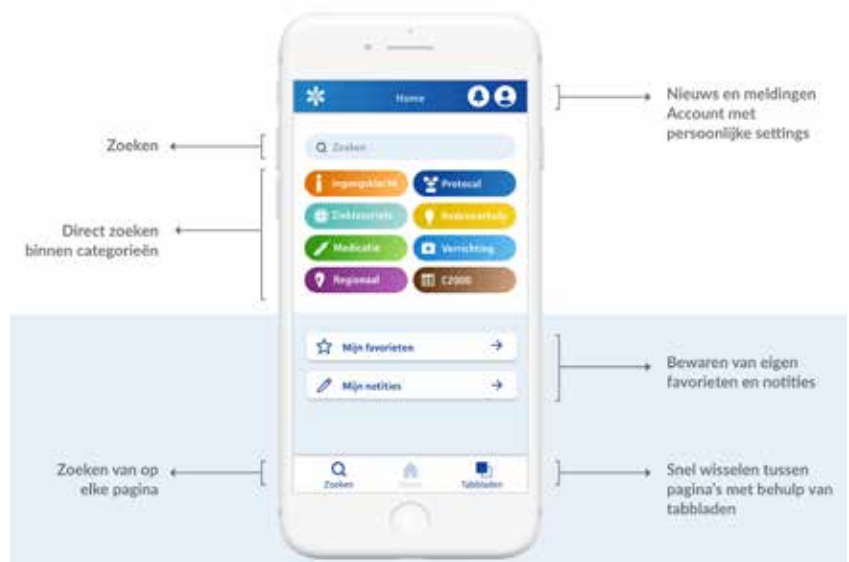 Home
Nieuws en meldingen
Account met
persoonlijke settings
Zoeken
Zoeken
Direct zoeken
binnen categorieën
Ingangsklacht
Protocol
Ziektebeeld
Medicatie
Verrichting
Regionaal
C2000
Mijn favorieten
Mijn notities
Bewaren van eigen
favorieten en notities
Zoeken van op
elke pagina
Zoeken
Home
Tabbladen
Snel wisselen tussen
pagina's met behulp van
tabbladen